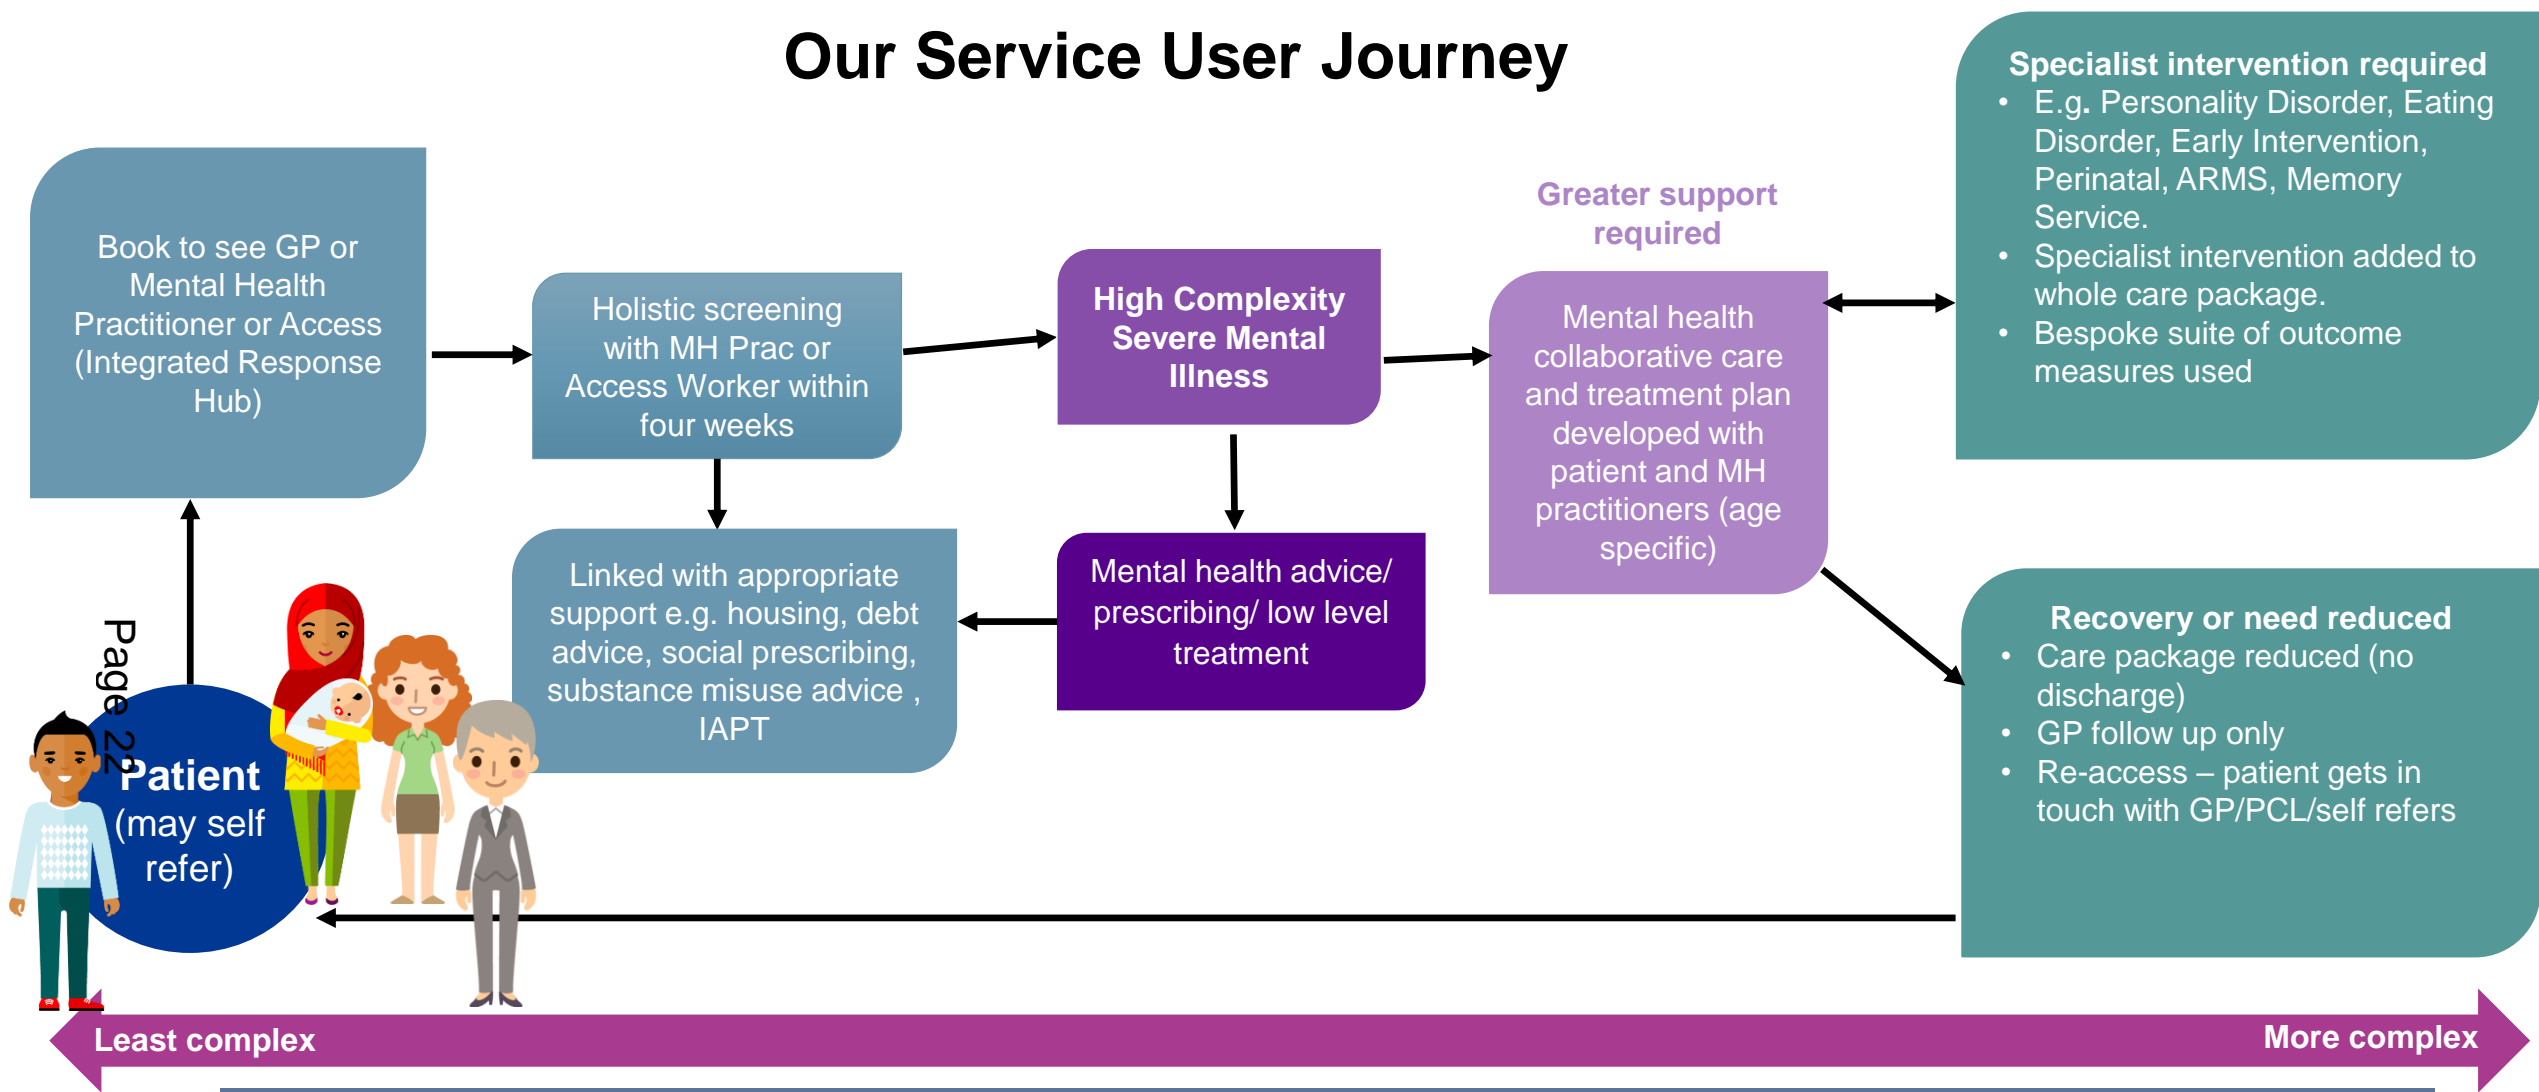 Our Service User Journey
Book to see GP or
Mental Health
Practitioner or Access
(Integrated Response
Hub)
Holistic screening
with MH Prac or
Access Worker within
four weeks
High Complexity
Severe Mental
Illness
Greater support
required
Mental health
collaborative care
and treatment plan
developed with
patient and MH
practitioners (age
specific)
Specialist intervention required
• E.g. Personality Disorder, Eating
Disorder, Early Intervention,
Perinatal, ARMS, Memory
Service.
• Specialist intervention added to
whole care package.
• Bespoke suite of outcome
measures used
Linked with appropriate
support e.g. housing, debt
advice, social prescribing,
substance misuse advice ,
IAPT
Mental health advice/
prescribing/ low level
treatment
Recovery or need reduced
• Care package reduced (no
discharge)
• GP follow up only
• Re-access – patient gets in
touch with GP/PCL/self refers
Page 22
Patient
(may self
refer)
Least complex
More complex